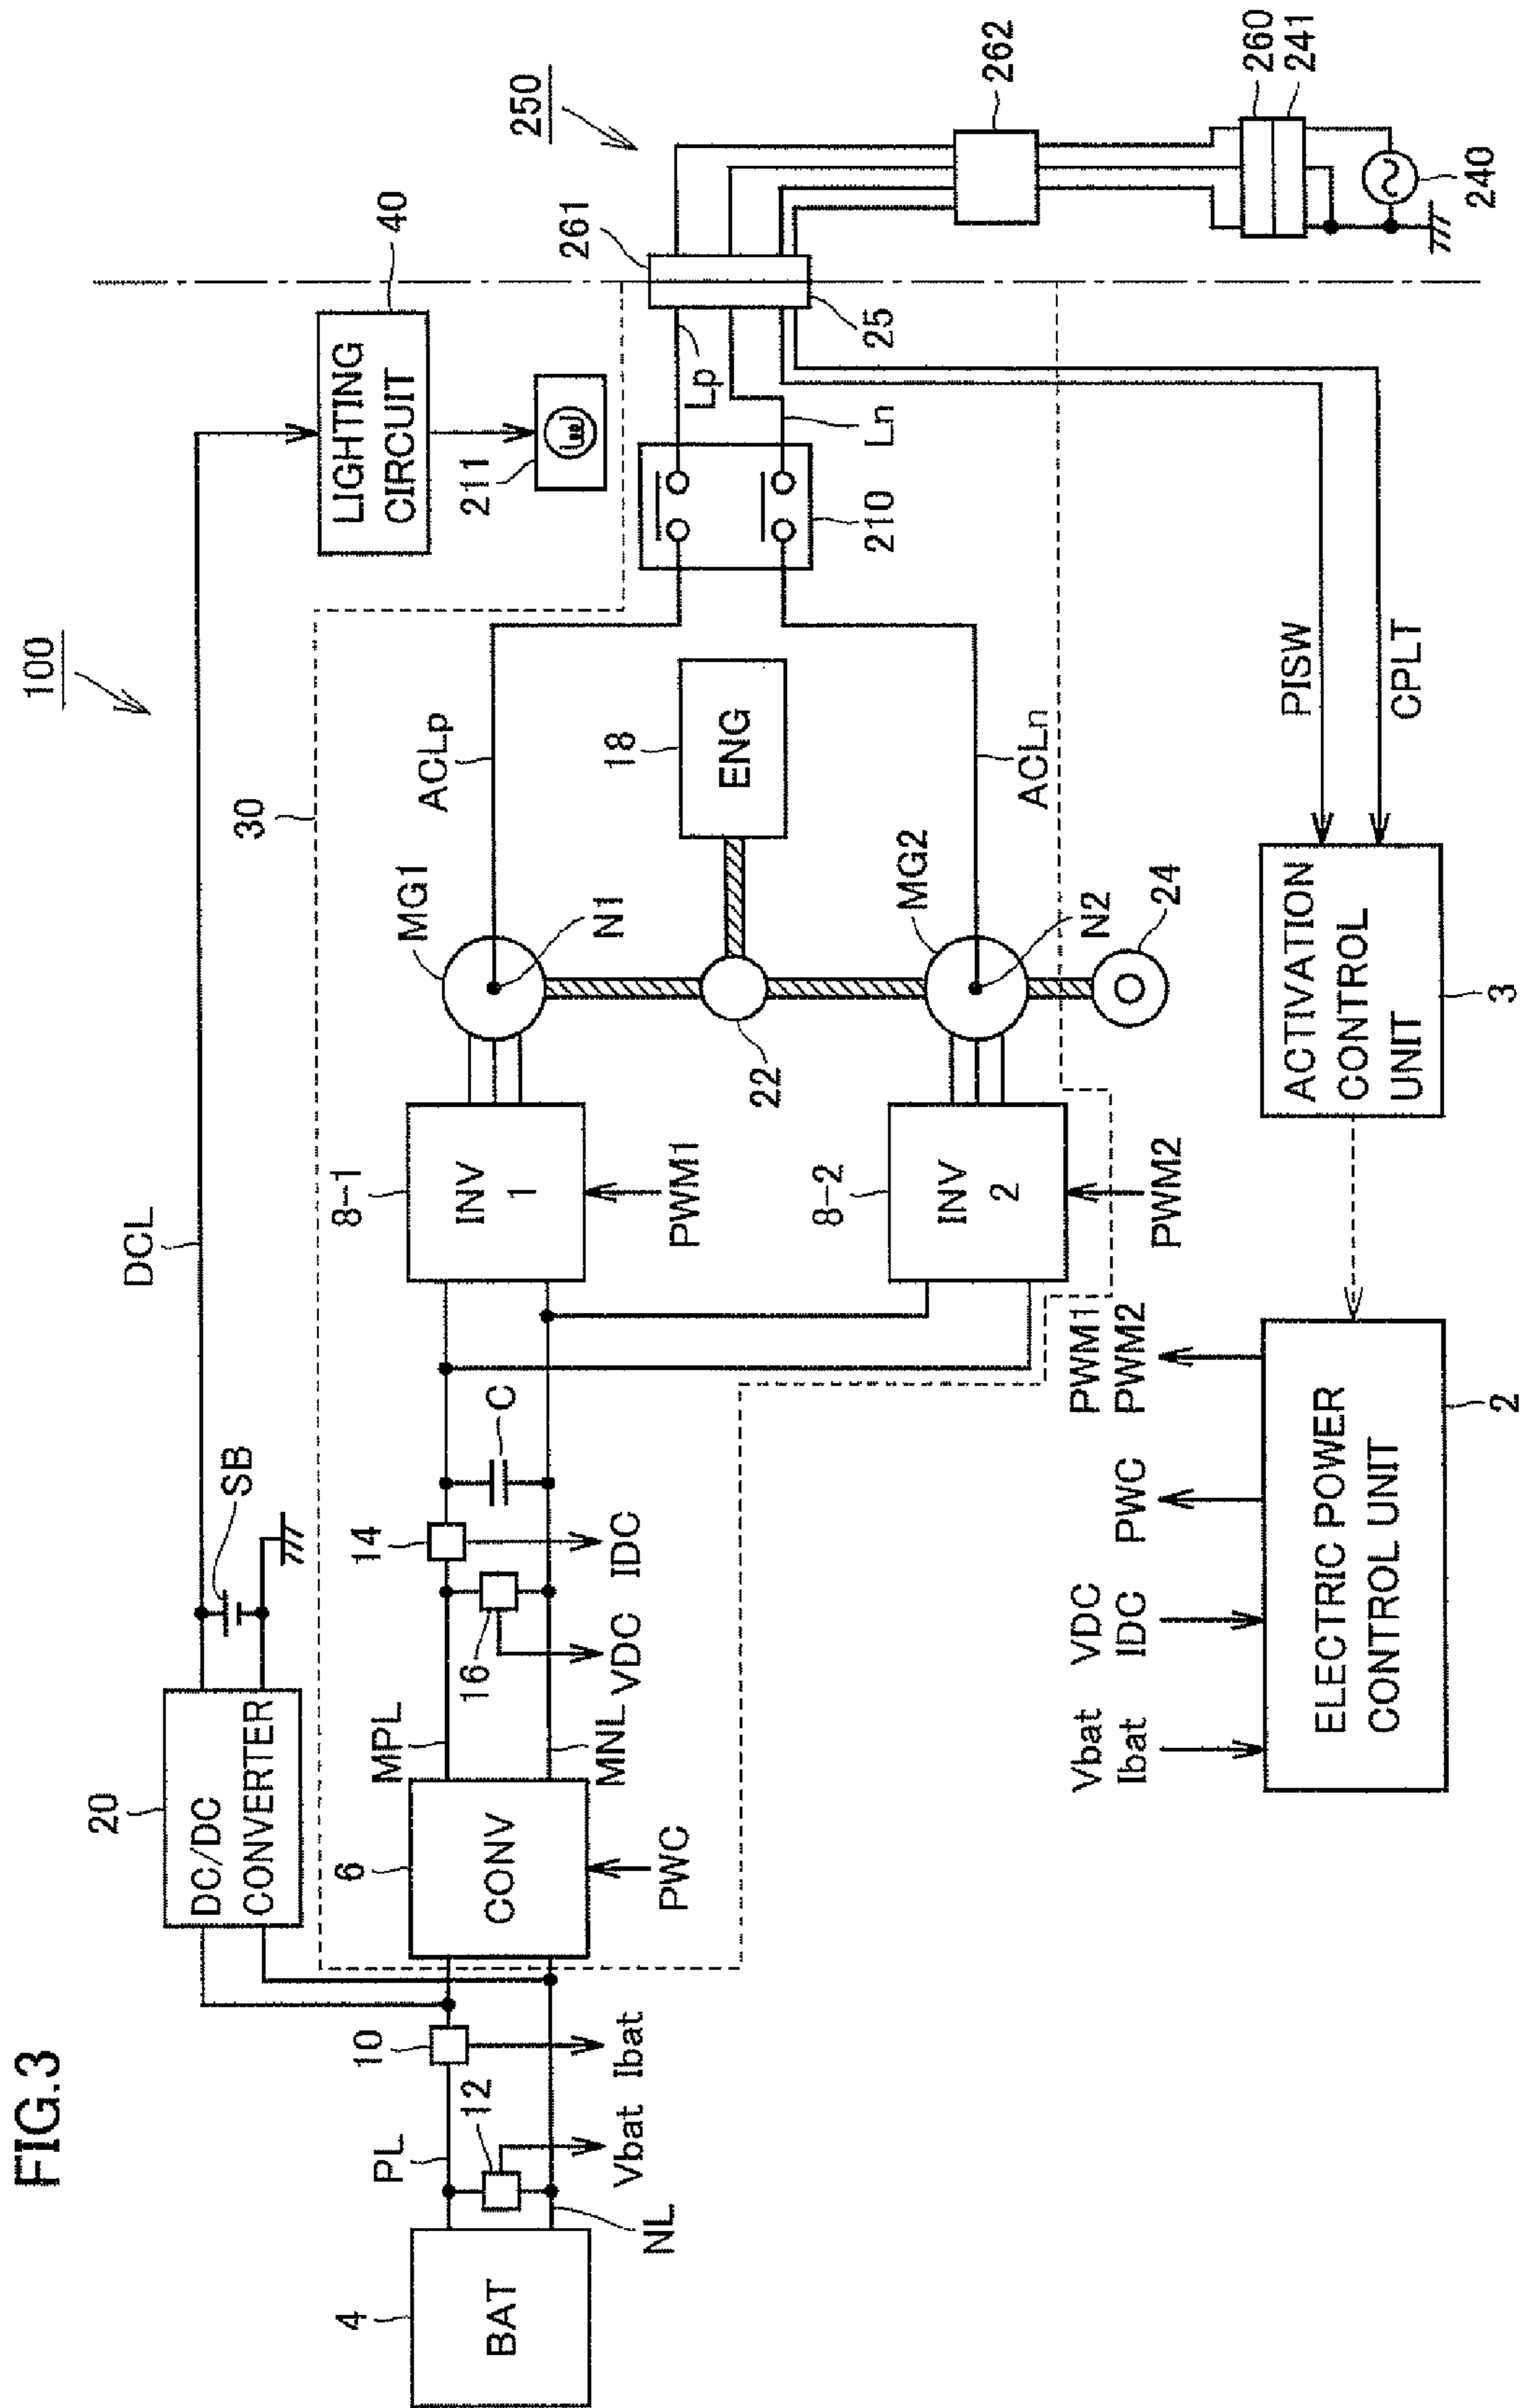 FIG.3
100
250
DCL
SB
20
DC/DC
CONVERTER
LIGHTING
CIRCUIT
40
211
30
4
BAT
PL
NL
12
Vbat
10
Ibat
6
CONV
PWC
MPL
MNL
16
VDC
14
IDC
C
8-1
INV
1
PWM1
8-2
INV
2
PWM2
MG1
N1
MG2
N2
22
24
18
ENG
ACLp
ACLn
210
Lp
Ln
25
261
262
260
241
240
PISW
CPLT
ACTIVATION
CONTROL
UNIT
3
Vbat
Ibat
VDC
IDC
PWC
PWM1
PWM2
ELECTRIC POWER
CONTROL UNIT
2